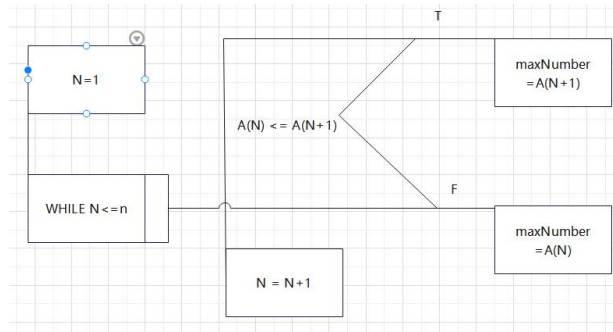 T
N=1
maxNumber
=A(N+1)
A(N) <= A(N+1)
WHILE N<=n
F
maxNumber
=A(N)
N = N+1